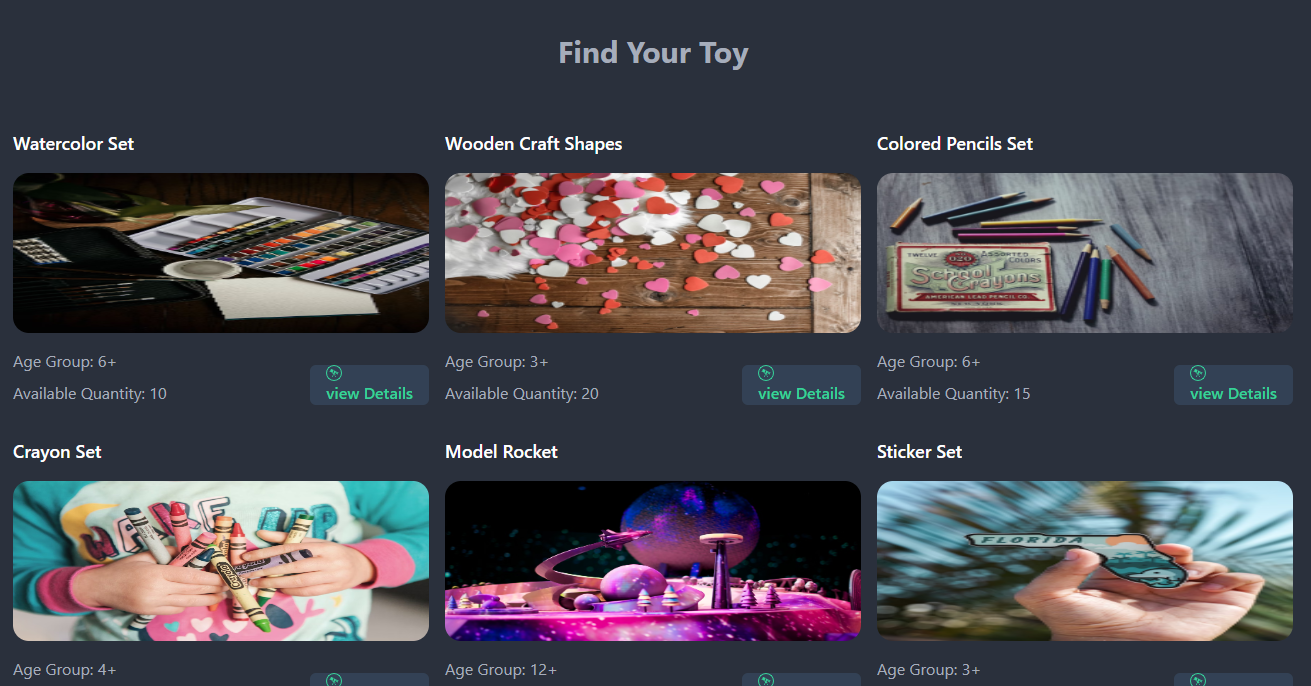 Find Your Toy
Watercolor Set
Wooden Craft Shapes
Colored Pencils Set
TWELVE
020
ASSORTED
COLORS
School
Crayons
AMERICAN LEAD PENCIL CO.
NEW YORK
Age Group: 6+
Available Quantity: 10
view Details
Age Group: 3+
Available Quantity: 20
view Details
Age Group: 6+
Available Quantity: 15
view Details
Crayon Set
Model Rocket
Sticker Set
Crayola
FLORIDA
Age Group: 4+
Age Group: 12+
Age Group: 3+